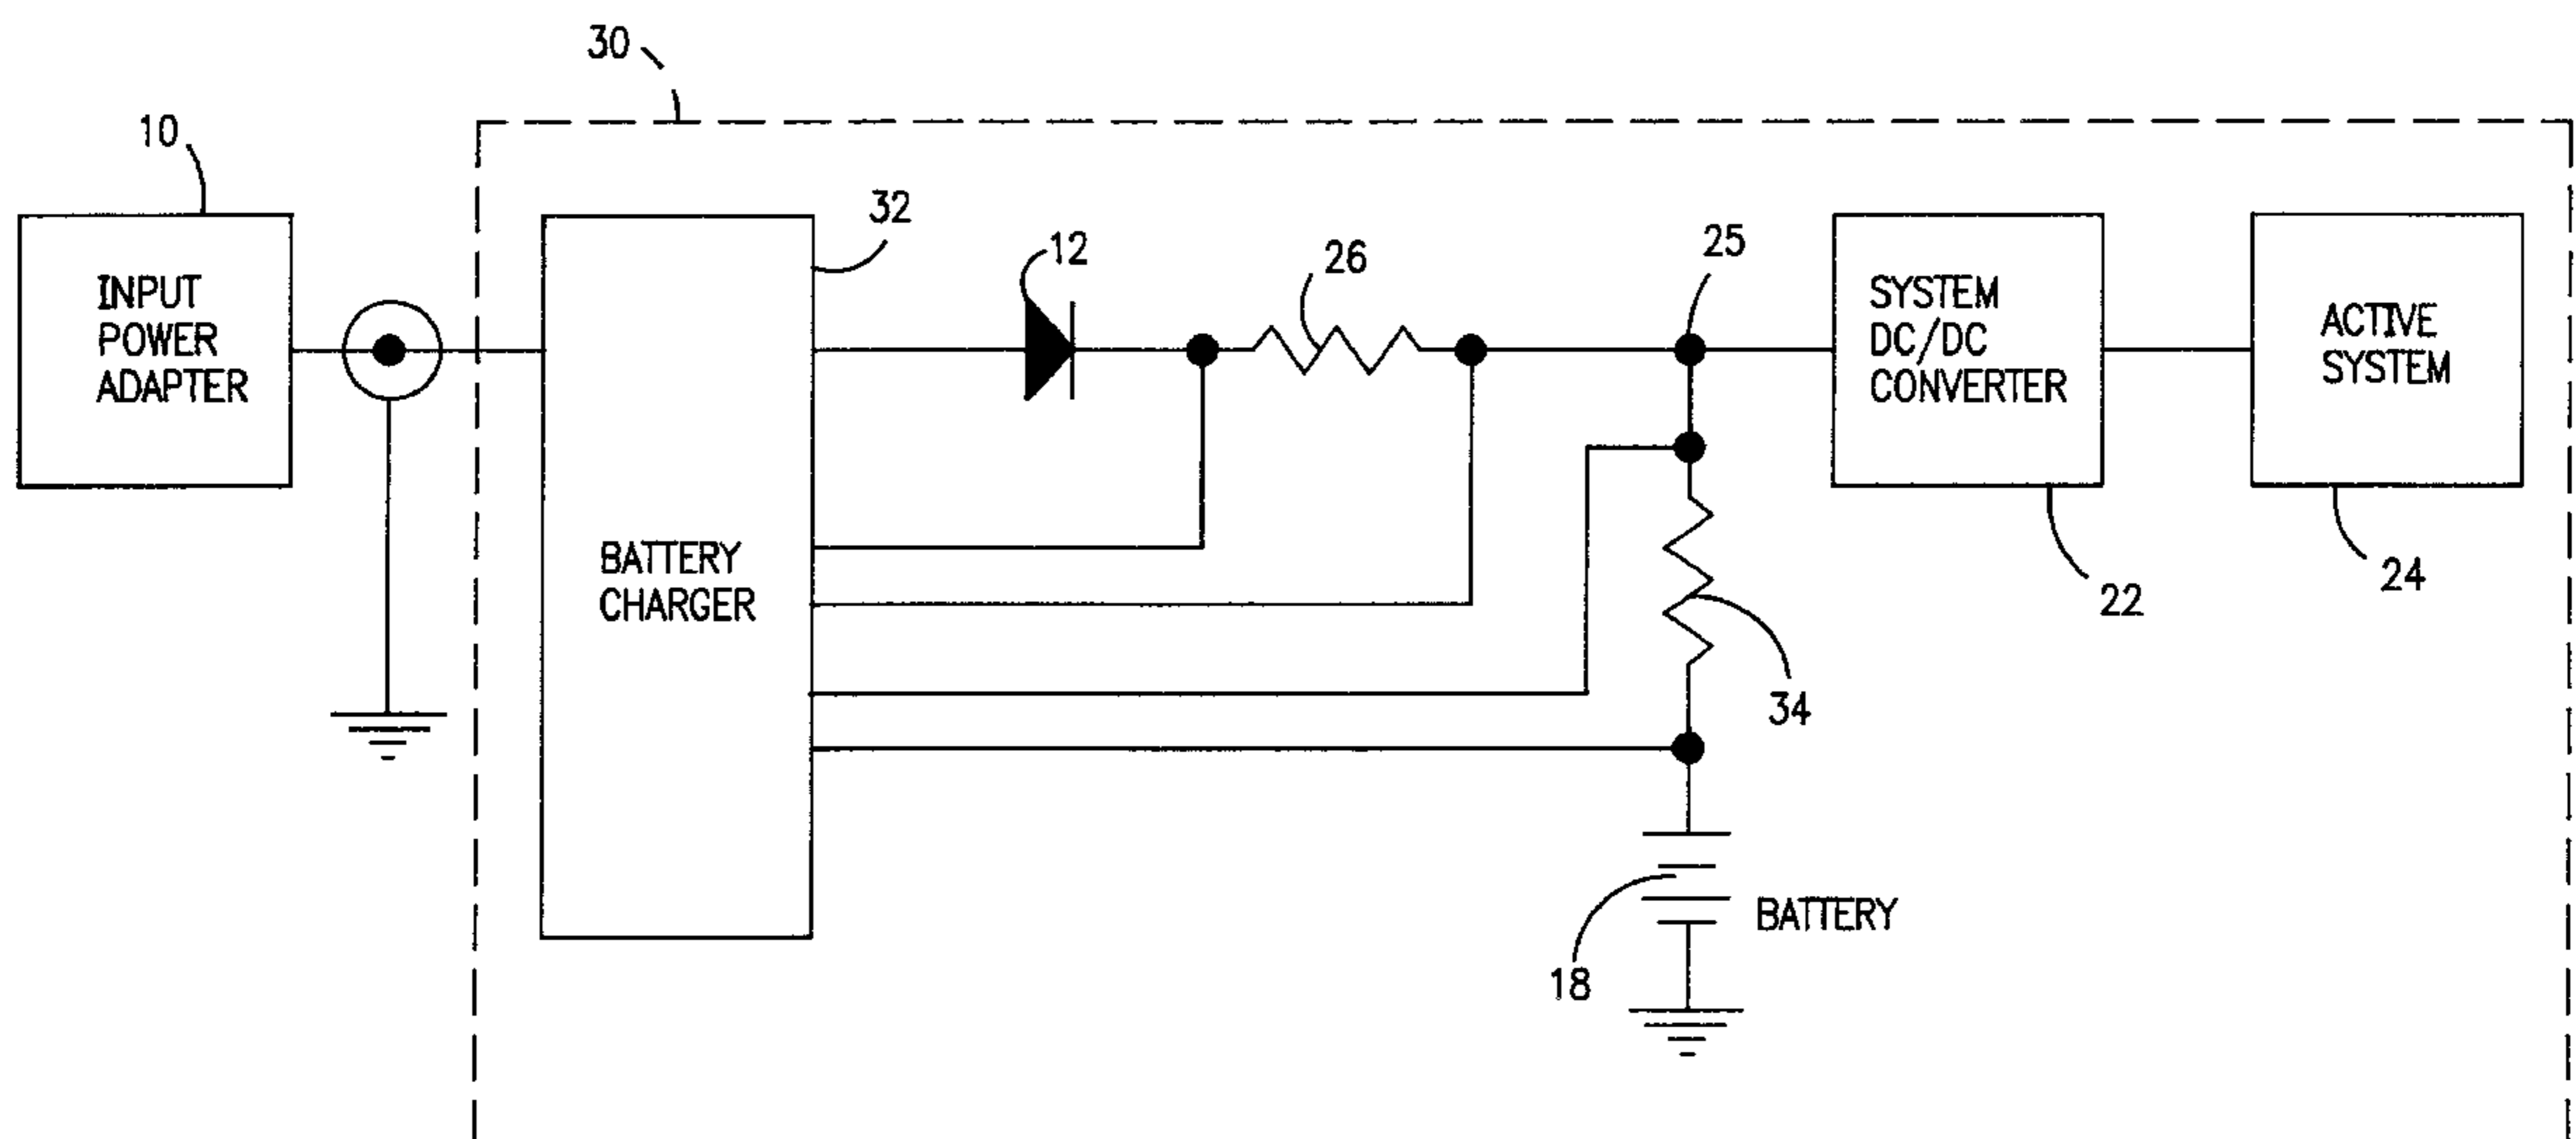 30
10
32
12
26
25
INPUT
POWER
ADAPTER
SYSTEM
DC/DC
CONVERTER
ACTIVE
SYSTEM
BATTERY
CHARGER
22
24
34
18
BATTERY